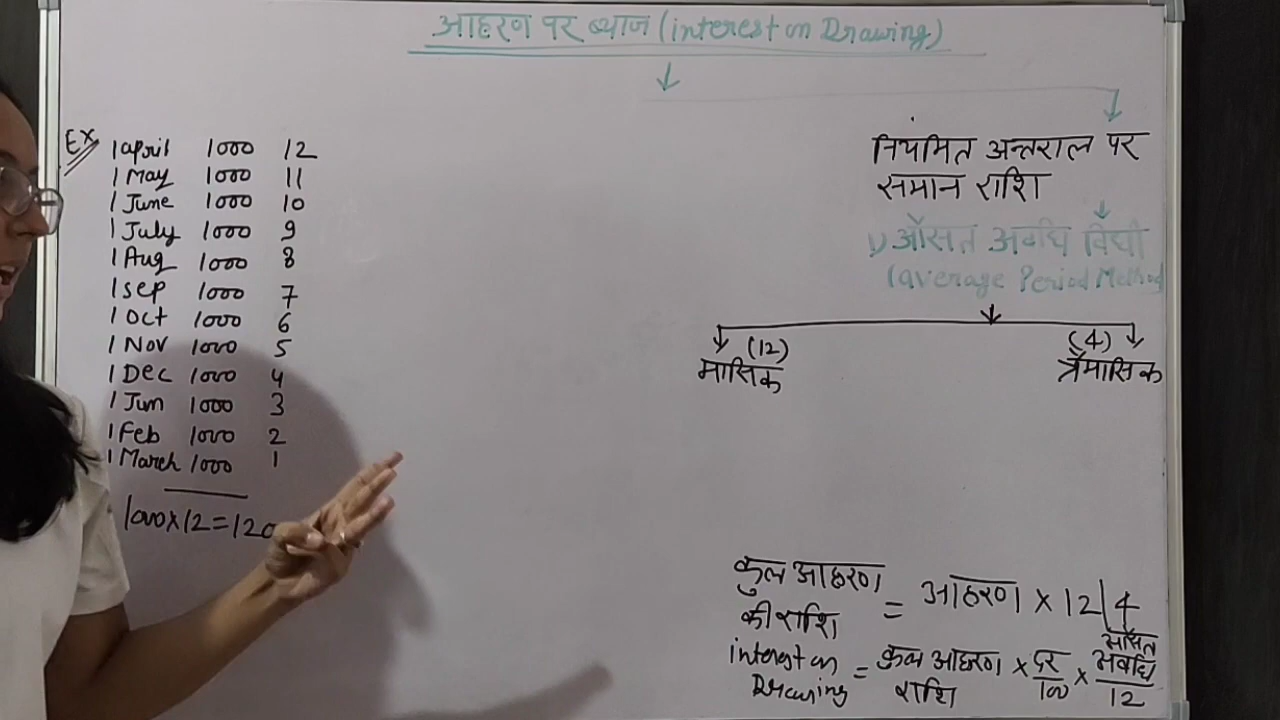 आहरण पर ब्याज (interest on Drawing)
Ex
1 april 1000 12
1 May 1000 11
1 June 1000 10
1 July 1000 9
1 Aug 1000 8
1 sep 1000 7
1 Oct 1000 6
1 Nov 1000 5
1 Dec 1000 4
1 Jun 1000 3
1 Feb 1000 2
1 March 1000 1
1000x12=120
नियमित अन्तराल पर
समान राशि
1) औसत अवधि विधी
(average Period Method
(12)
मासिक
(4)
त्रैमासिक
कुल आहरण
की राशि = आहरण x 12/4
interest on Drawing = कुल आहरण राशि x दर/100 x औसत अवधि/12